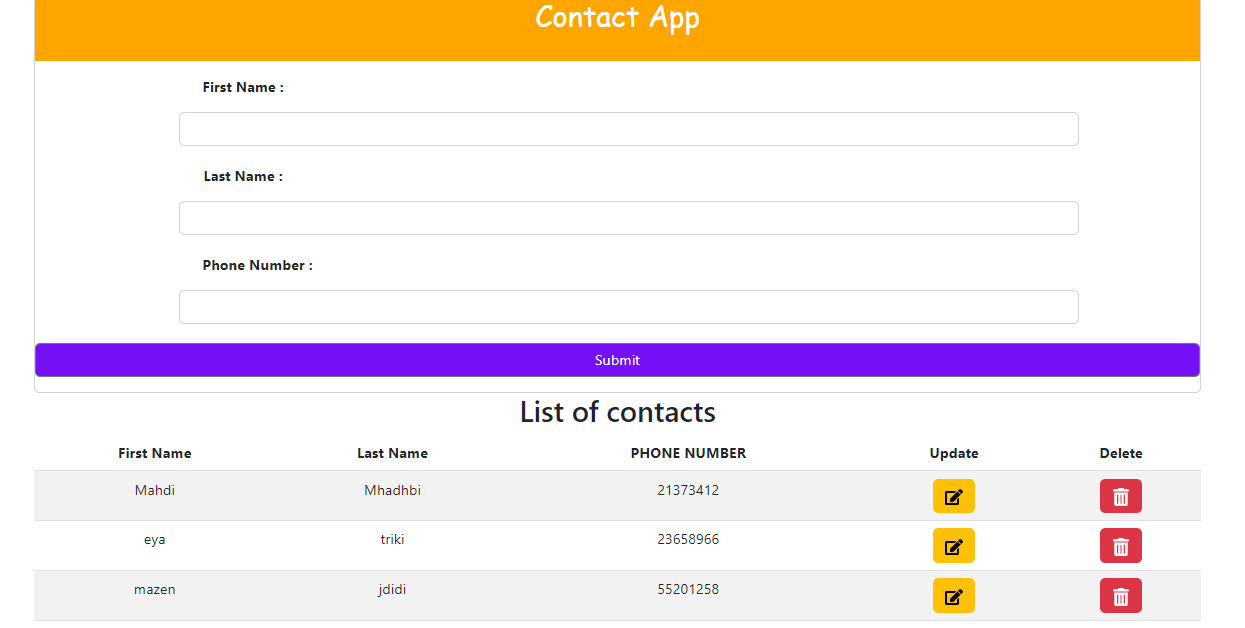 Contact App
First Name :
Last Name :
Phone Number :
Submit
List of contacts
First Name Last Name PHONE NUMBER Update Delete
Mahdi Mhadhbi 21373412
eya triki 23658966
mazen jdidi 55201258